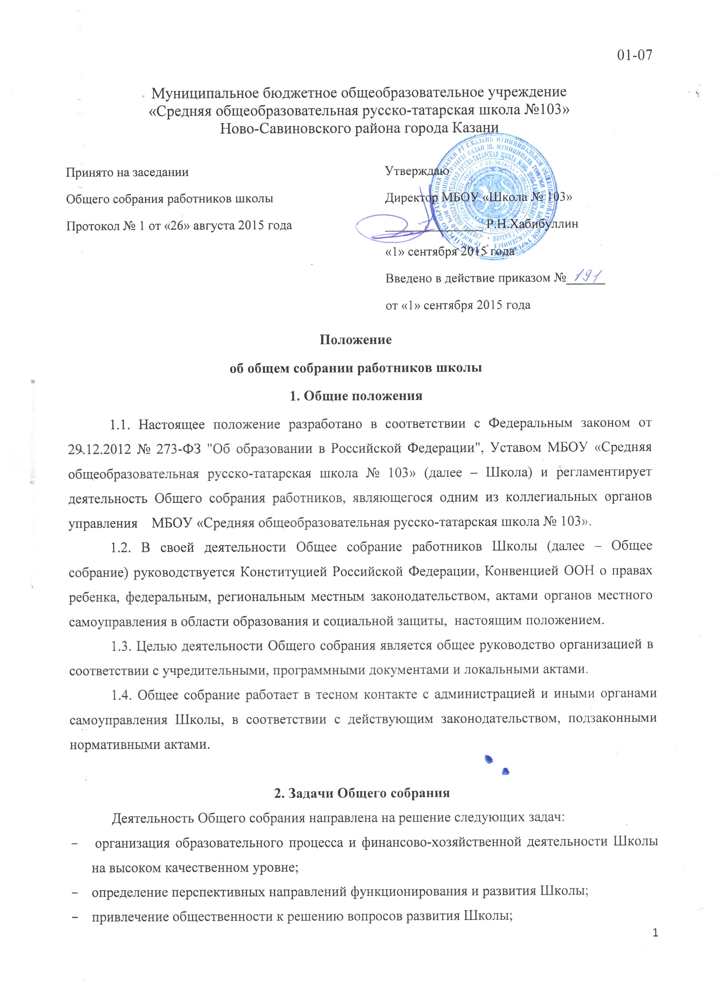 01-07
Муниципальное бюджетное общеобразовательное учреждение
«Средняя общеобразовательная русско-татарская школа №103»
Ново-Савиновского района города Казани
Принято на заседании
Общего собрания работников школы
Протокол № 1 от «26» августа 2015 года
Утверждаю
Директор МБОУ «Школа № 103»
_______________ Р.Н.Хабибуллин
«1» сентября 2015 года
Введено в действие приказом № 191
от «1» сентября 2015 года
Положение
об общем собрании работников школы
1. Общие положения
1.1. Настоящее положение разработано в соответствии с Федеральным законом от
29.12.2012 № 273-ФЗ "Об образовании в Российской Федерации", Уставом МБОУ «Средняя
общеобразовательная русско-татарская школа № 103» (далее – Школа) и регламентирует
деятельность Общего собрания работников, являющегося одним из коллегиальных органов
управления МБОУ «Средняя общеобразовательная русско-татарская школа № 103».
1.2. В своей деятельности Общее собрание работников Школы (далее – Общее
собрание) руководствуется Конституцией Российской Федерации, Конвенцией ООН о правах
ребенка, федеральным, региональным местным законодательством, актами органов местного
самоуправления в области образования и социальной защиты, настоящим положением.
1.3. Целью деятельности Общего собрания является общее руководство организацией в
соответствии с учредительными, программными документами и локальными актами.
1.4. Общее собрание работает в тесном контакте с администрацией и иными органами
самоуправления Школы, в соответствии с действующим законодательством, подзаконными
нормативными актами.
2. Задачи Общего собрания
Деятельность Общего собрания направлена на решение следующих задач:
− организация образовательного процесса и финансово-хозяйственной деятельности Школы
на высоком качественном уровне;
− определение перспективных направлений функционирования и развития Школы;
− привлечение общественности к решению вопросов развития Школы;
1